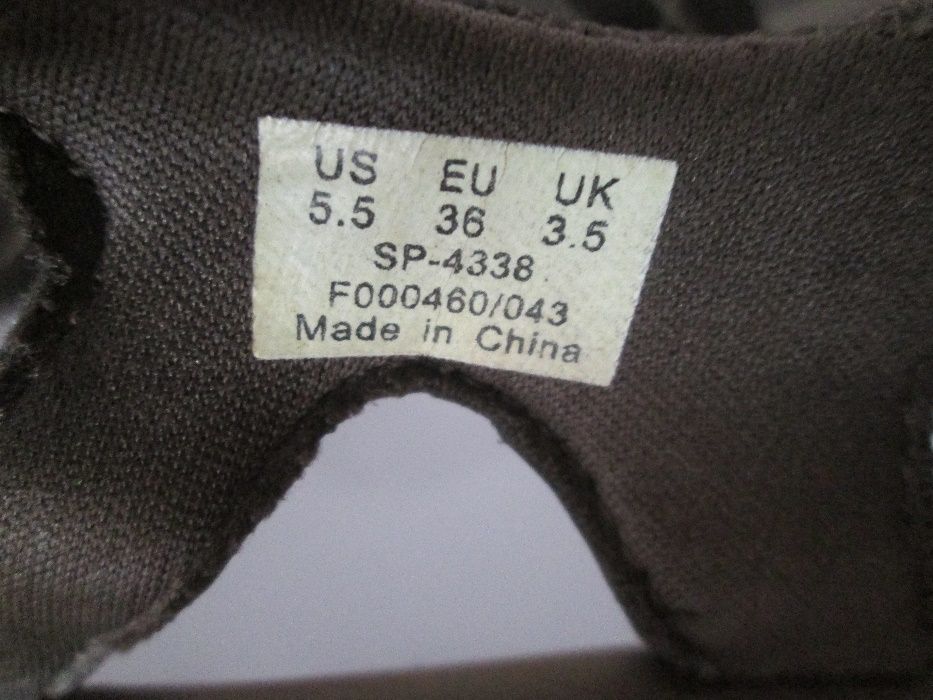 US EU UK
5.5 36 3.5
SP-4338
F000460/043
Made in China